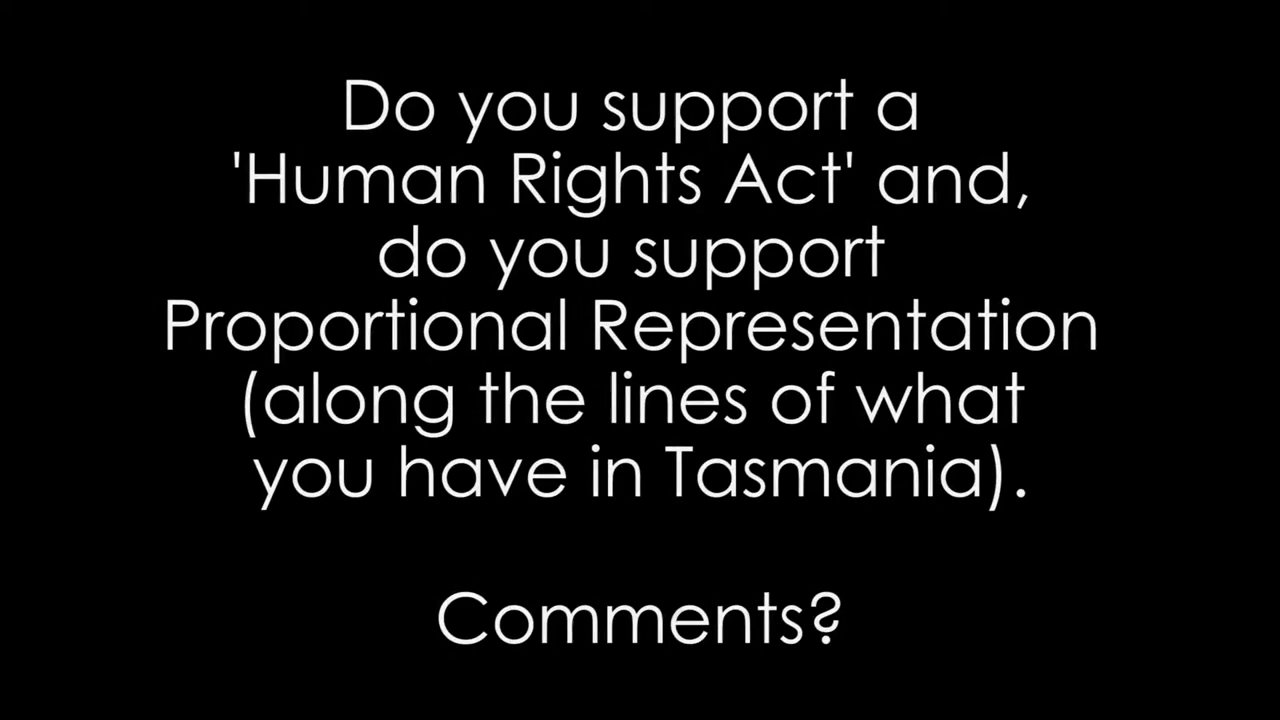 Do you support a
'Human Rights Act' and,
do you support
Proportional Representation
(along the lines of what
you have in Tasmania).
Comments?